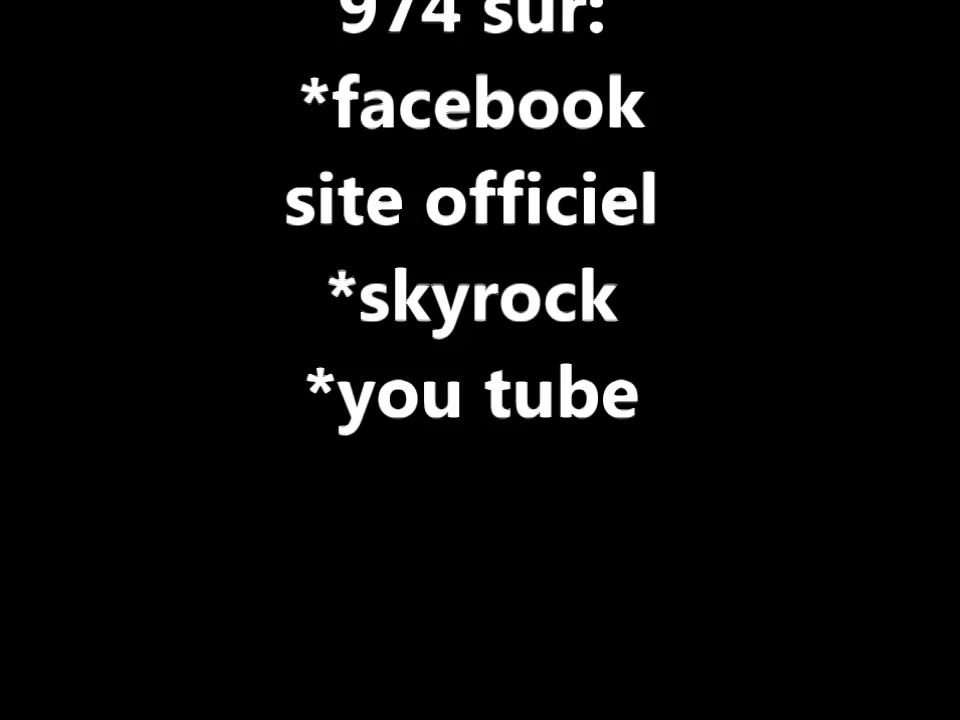 974 sur:
*facebook
site officiel
*skyrock
*you tube